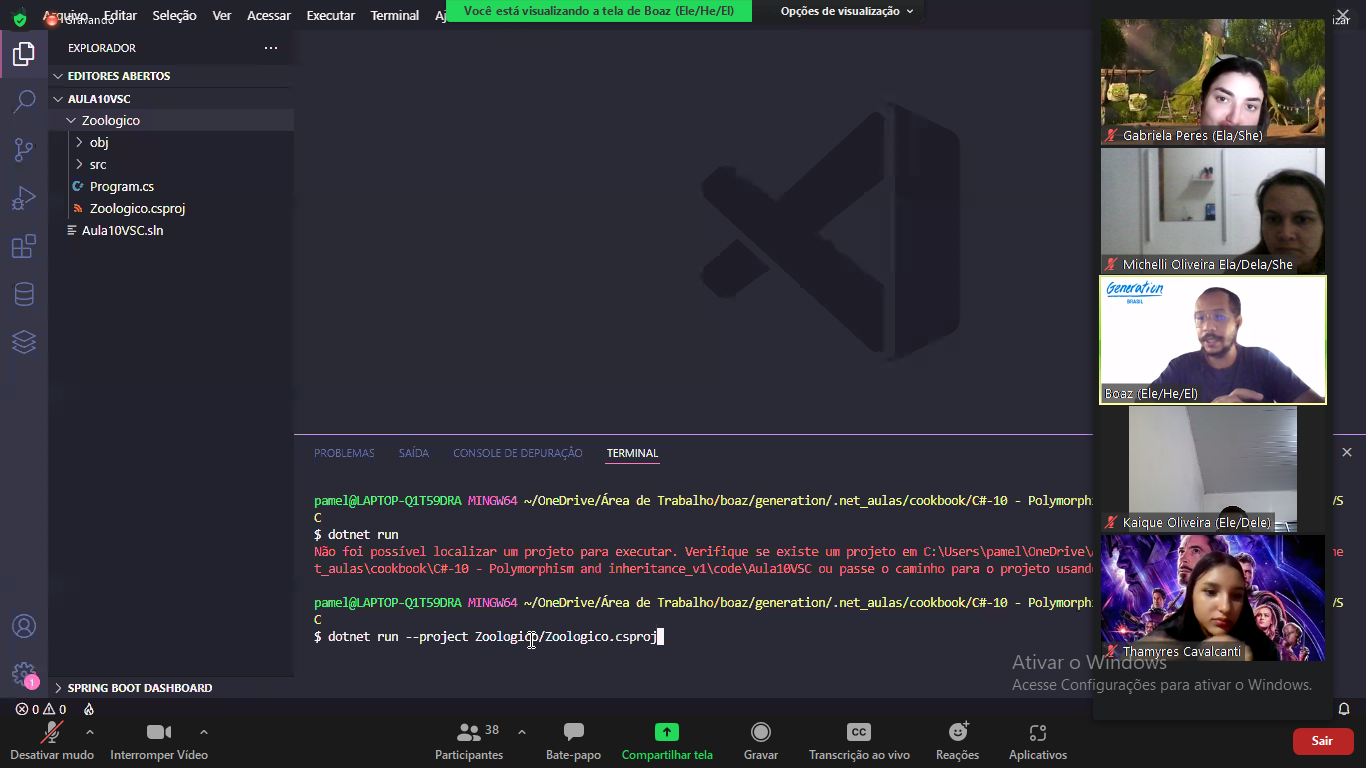 Arquivo Editar Seleção Ver Acessar Executar Terminal
Gravando
Você está visualizando a tela de Boaz (Ele/He/El)
Opções de visualização
EXPLORADOR
EDITORES ABERTOS
AULA10VSC
Zoologico
obj
src
Program.cs
Zoologico.csproj
Aula10VSC.sln
SPRING BOOT DASHBOARD
PROBLEMAS SAÍDA CONSOLE DE DEPURAÇÃO TERMINAL
pamel@LAPTOP-Q1T59DRA MINGW64 ~/OneDrive/Área de Trabalho/boaz/generation/.net_aulas/cookbook/C#-10 - Polymorphi /S
C
$ dotnet run
Não foi possível localizar um projeto para executar. Verifique se existe um projeto em C:\Users\pamel\OneDrive\ ne
t_aulas\cookbook\C#-10 - Polymorphism and inheritance_v1\code\Aula10VSC ou passe o caminho para o projeto usand
pamel@LAPTOP-Q1T59DRA MINGW64 ~/OneDrive/Área de Trabalho/boaz/generation/.net_aulas/cookbook/C#-10 - Polymorphi /S
C
$ dotnet run --project Zoologico/Zoologico.csproj
Gabriela Peres (Ela/She)
Michelli Oliveira Ela/Dela/She
Generation
BRASIL
Boaz (Ele/He/El)
Kaique Oliveira (Ele/Dele)
Thamyres Cavalcanti
Ativar o Windows
Acesse Configurações para ativar o Windows.
1
0 0
Desativar mudo
Interromper Vídeo
38
Participantes
Bate-papo
Compartilhar tela
Gravar
CC
Transcrição ao vivo
Reações
Aplicativos
Sair